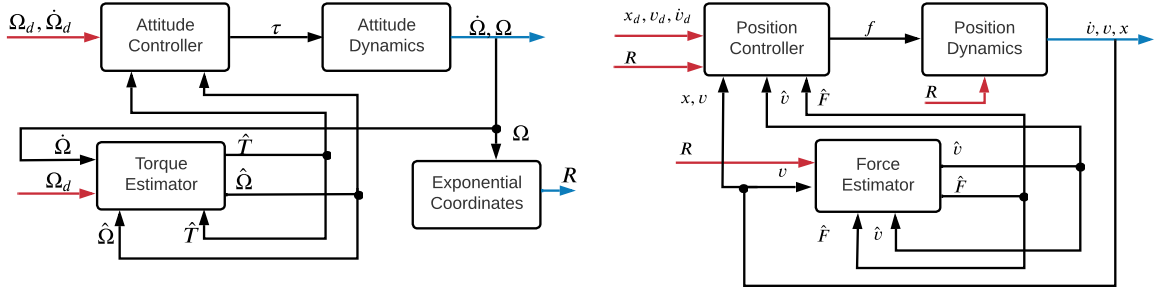 Ω_d, Ω̇_d
Attitude
Controller
τ
Attitude
Dynamics
Ω̇, Ω
Ω̇
Ω_d
Torque
Estimator
T̂
Ω̂
Ω̂
T̂
Ω
Exponential
Coordinates
R
x_d, v_d, v̇_d
R
Position
Controller
f
Position
Dynamics
v̇, v, x
R
x, v
v̂
F̂
R
v
Force
Estimator
v̂
F̂
F̂
v̂